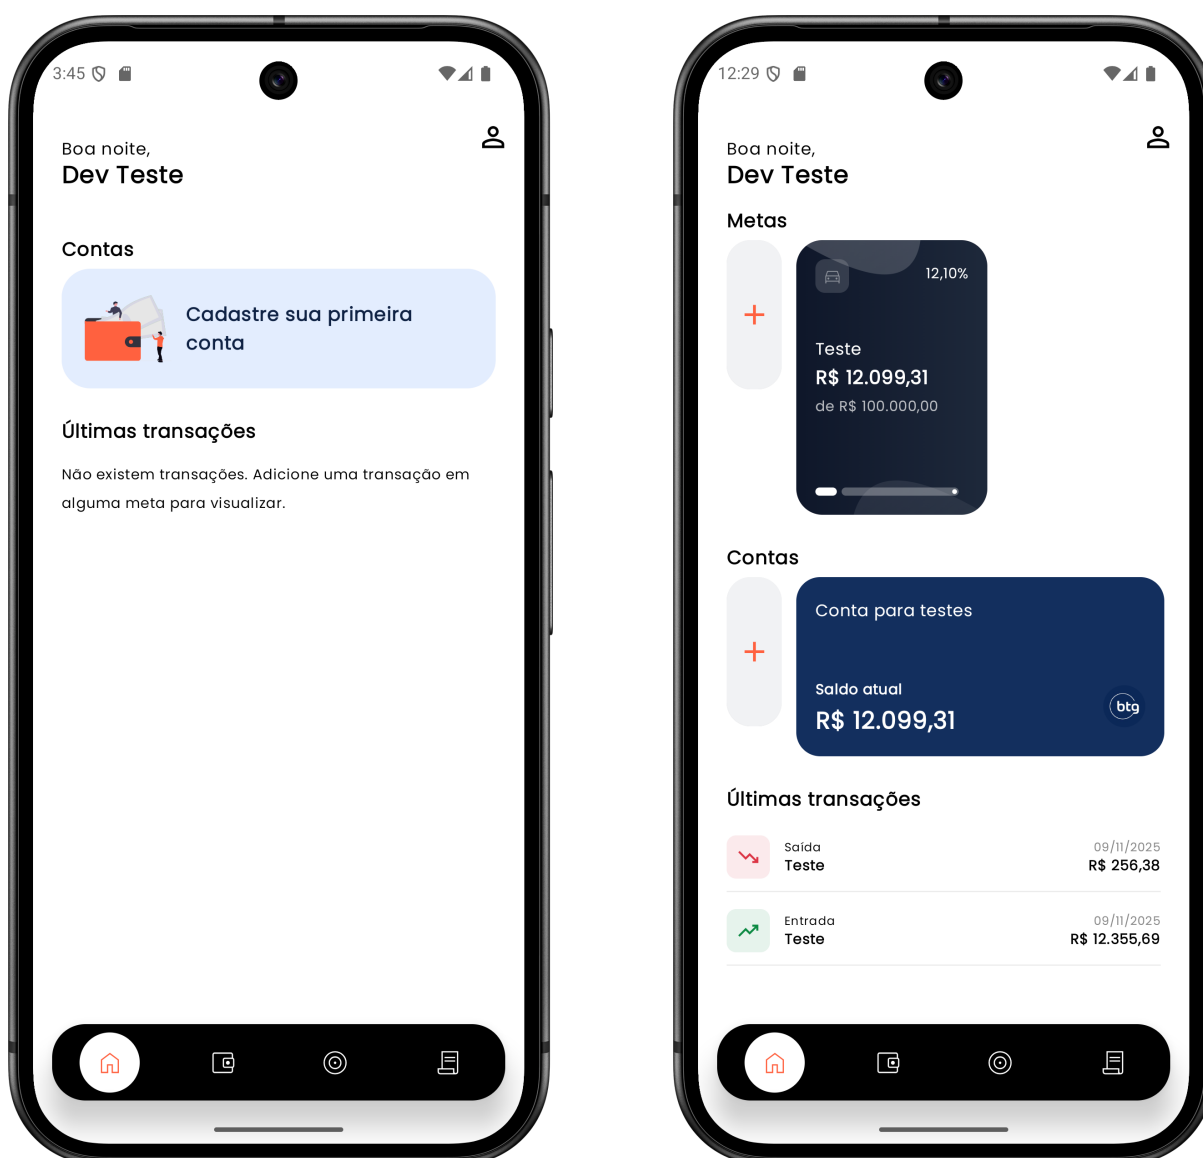 3:45
Boa noite,
Dev Teste
Contas
Cadastre sua primeira
conta
Últimas transações
Não existem transações. Adicione uma transação em
alguma meta para visualizar.
12:29
Boa noite,
Dev Teste
Metas
12,10%
Teste
R$ 12.099,31
de R$ 100.000,00
Contas
Conta para testes
Saldo atual
R$ 12.099,31
btg
Últimas transações
Saída
09/11/2025
Teste
R$ 256,38
Entrada
09/11/2025
Teste
R$ 12.355,69